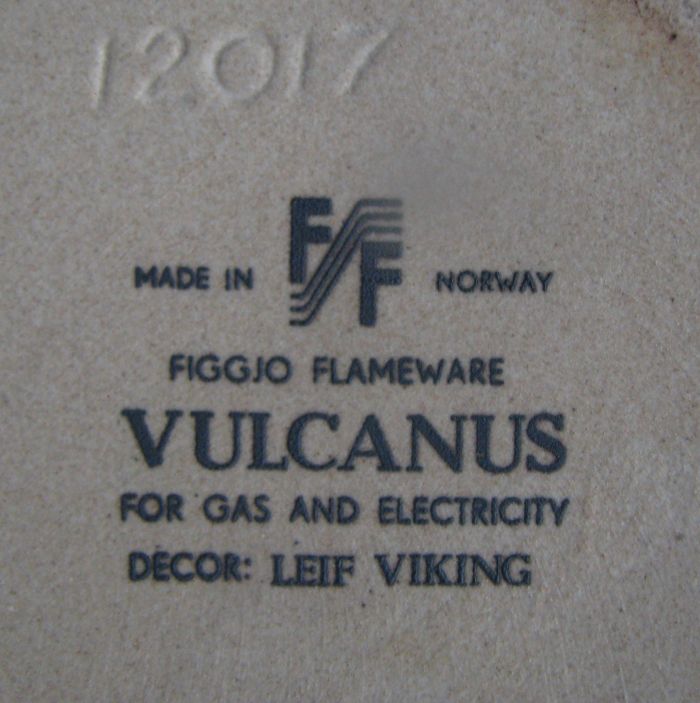 12017
FF
MADE IN NORWAY
FIGGJO FLAMEWARE
VULCANUS
FOR GAS AND ELECTRICITY
DECOR: LEIF VIKING